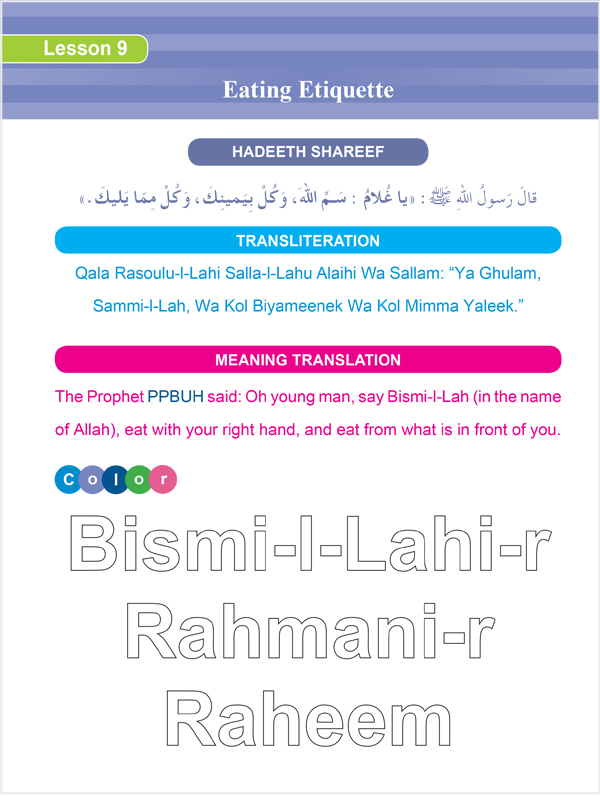 Lesson 9
Eating Etiquette
HADEETH SHAREEF
قالَ رَسولُ اللهِ ﷺ : «يا غُلامُ : سَمِّ اللهَ، وَكُلْ بِيَمينِكَ، وَكُلْ مِمّا يَليكَ.»
TRANSLITERATION
Qala Rasoulu-l-Lahi Salla-l-Lahu Alaihi Wa Sallam: “Ya Ghulam,
Sammi-l-Lah, Wa Kol Biyameenek Wa Kol Mimma Yaleek.”
MEANING TRANSLATION
The Prophet PPBUH said: Oh young man, say Bismi-l-Lah (in the name
of Allah), eat with your right hand, and eat from what is in front of you.
Color
Bismi-l-Lahi-r
Rahmani-r
Raheem